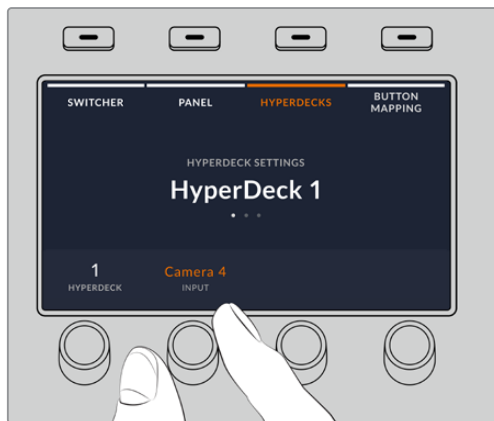 SWITCHER
PANEL
HYPERDECKS
BUTTON
MAPPING
HYPERDECK SETTINGS
HyperDeck 1
1
HYPERDECK
Camera 4
INPUT